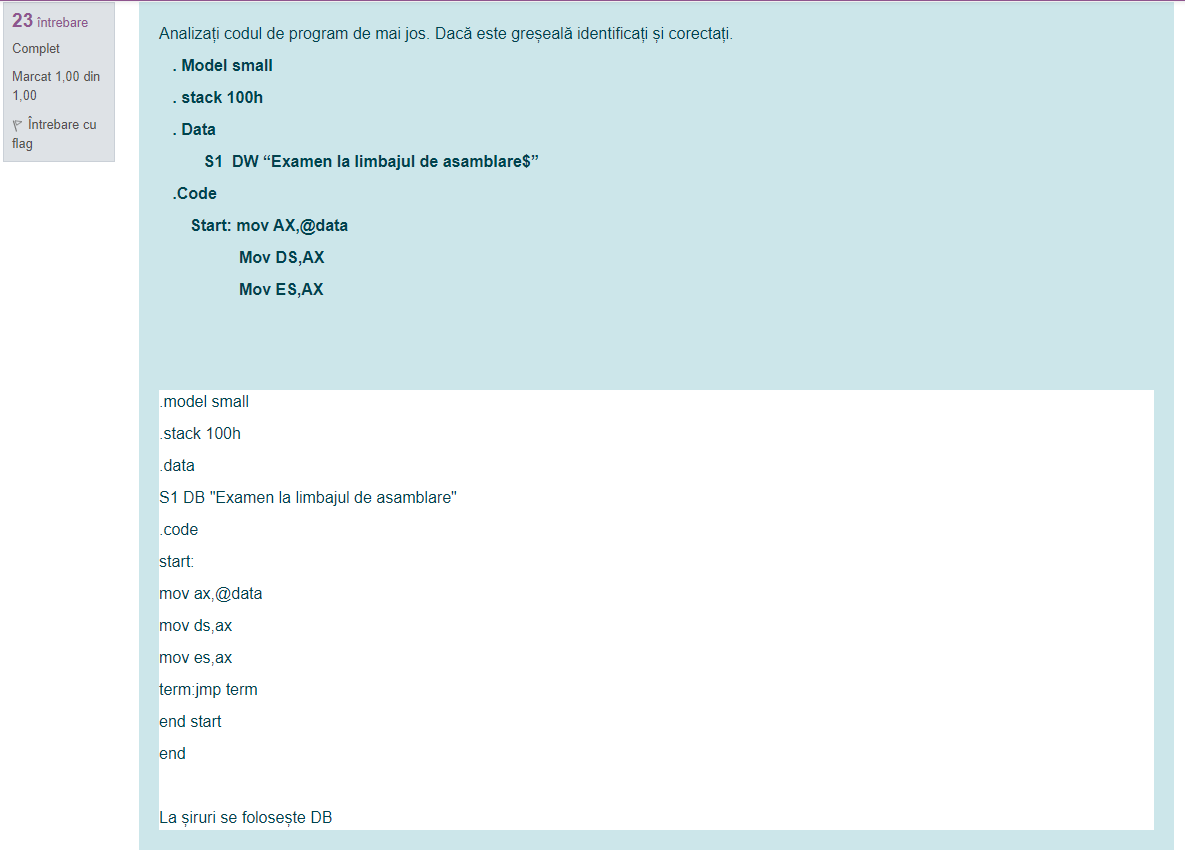 23 întrebare
Complet
Marcat 1,00 din
1,00
Întrebare cu
flag
Analizați codul de program de mai jos. Dacă este greșeală identificați și corectați.
. Model small
. stack 100h
. Data
S1 DW “Examen la limbajul de asamblare$”
.Code
Start: mov AX,@data
Mov DS,AX
Mov ES,AX
.model small
.stack 100h
.data
S1 DB "Examen la limbajul de asamblare"
.code
start:
mov ax,@data
mov ds,ax
mov es,ax
term:jmp term
end start
end
La șiruri se folosește DB